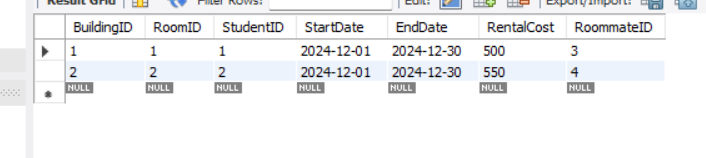 Result Grid Filter Rows: Edit: Export/Import:
BuildingID RoomID StudentID StartDate EndDate RentalCost RoommateID
1 1 1 2024-12-01 2024-12-30 500 3
2 2 2 2024-12-01 2024-12-30 550 4
NULL NULL NULL NULL NULL NULL NULL